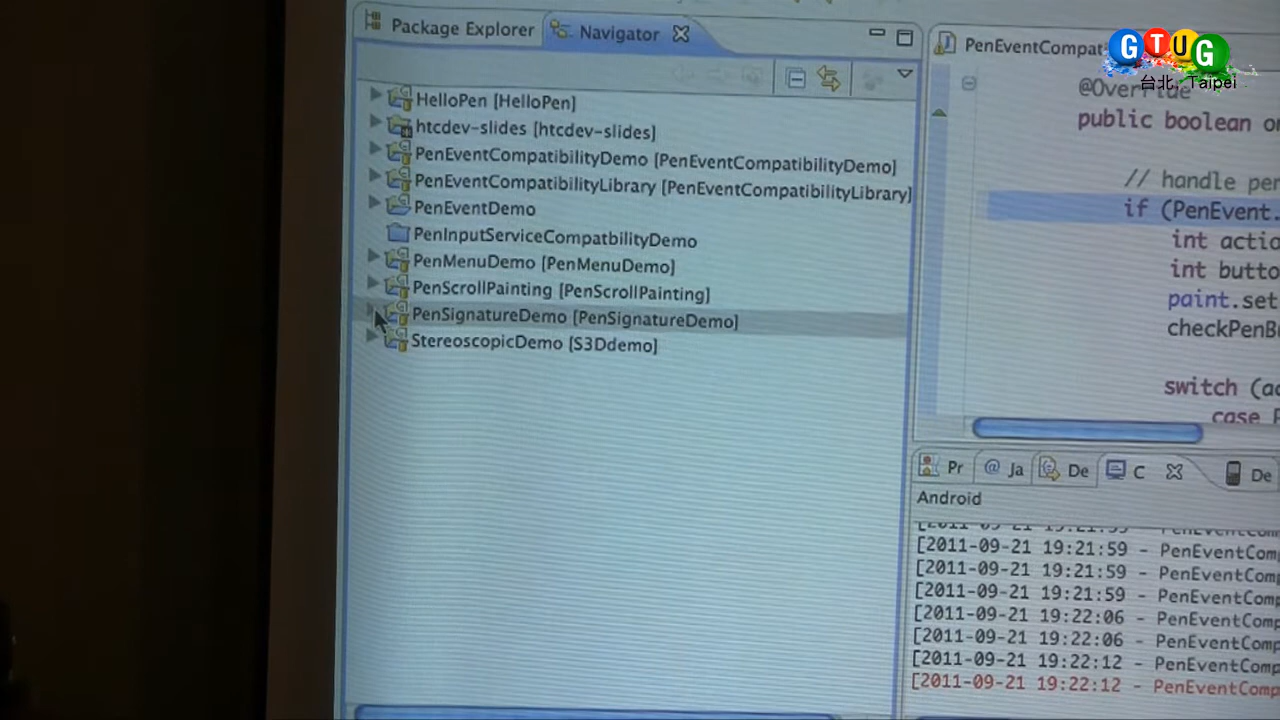 Package Explorer
Navigator
HelloPen [HelloPen]
htcdev-slides [htcdev-slides]
PenEventCompatibilityDemo [PenEventCompatibilityDemo]
PenEventCompatibilityLibrary [PenEventCompatibilityLibrary]
PenEventDemo
PenInputServiceCompatbilityDemo
PenMenuDemo [PenMenuDemo]
PenScrollPainting [PenScrollPainting]
PenSignatureDemo [PenSignatureDemo]
StereoscopicDemo [S3Ddemo]
PenEventCompat
GTUG
台北, Taipei
@Override
public boolean on
// handle pen
if (PenEvent.
int actio
int butto
paint.set
checkPenB
switch (ac
case P
Pr
@ Ja
De
C
De
Android
[2011-09-21 19:21:59 - PenEventComp
[2011-09-21 19:21:59 - PenEventComp
[2011-09-21 19:21:59 - PenEventComp
[2011-09-21 19:22:06 - PenEventComp
[2011-09-21 19:22:06 - PenEventComp
[2011-09-21 19:22:12 - PenEventComp
[2011-09-21 19:22:12 - PenEventComp